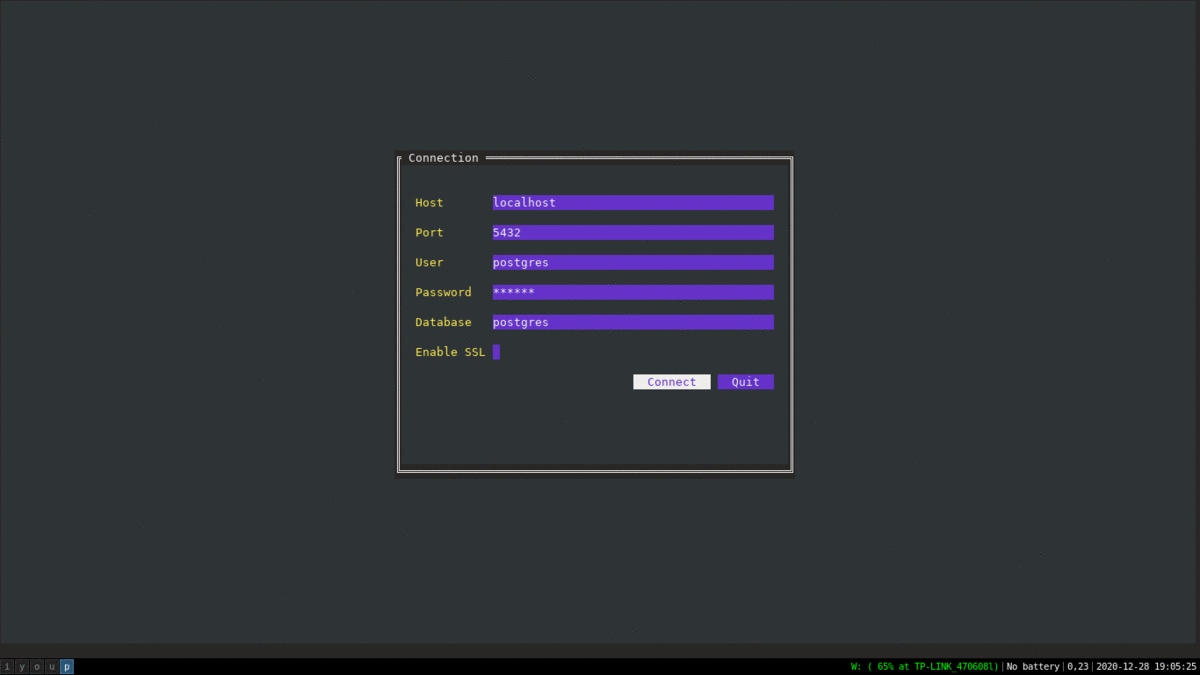 Connection
Host localhost
Port 5432
User postgres
Password ******
Database postgres
Enable SSL
Connect Quit
i y o u p W: ( 65% at TP-LINK_470608l)|No battery|0,23|2020-12-28 19:05:25